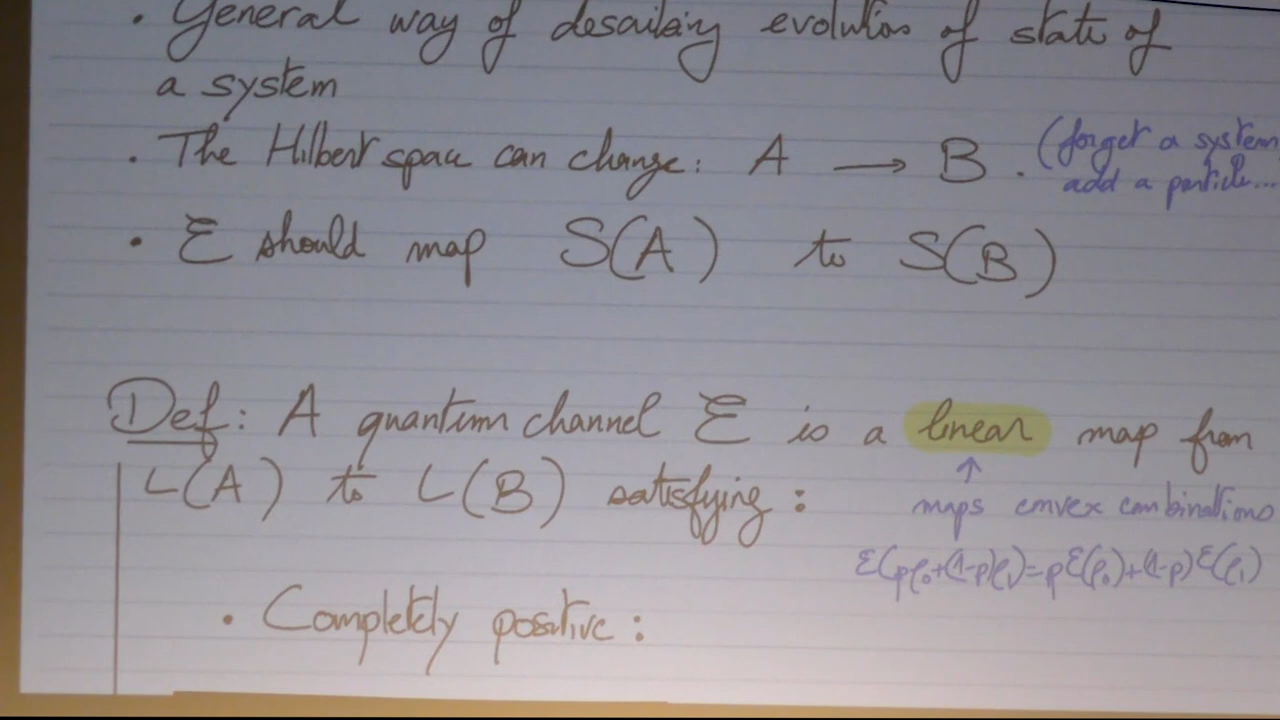 • General way of describing evolution of state of
a system
• The Hilbert space can change: A → B. (forget a system
add a particle...
• Ɛ should map S(A) to S(B)
Def: A quantum channel Ɛ is a linear map from
↑
L(A) to L(B) satisfying: maps convex combinations
Ɛ(pρ₀+(1-p)ρ₁)=pƐ(ρ₀)+(1-p)Ɛ(ρ₁)
• Completely positive: